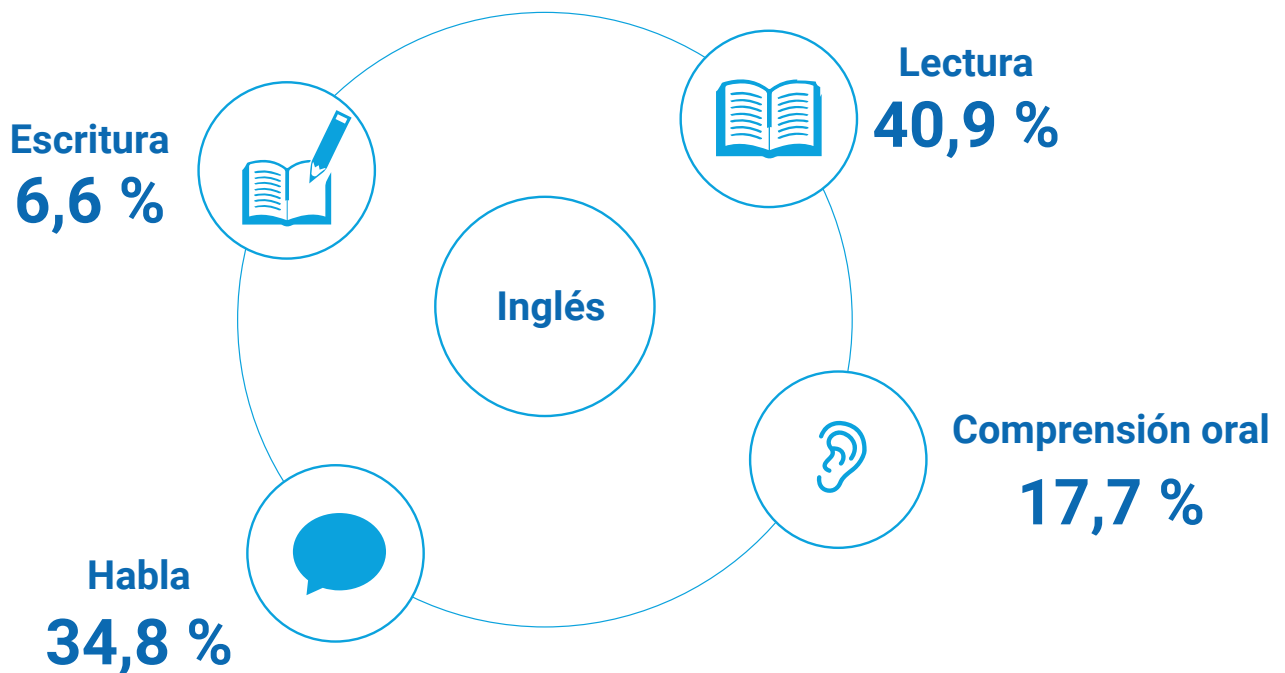 Lectura
40,9 %
Escritura
6,6 %
Inglés
Comprensión oral
17,7 %
Habla
34,8 %